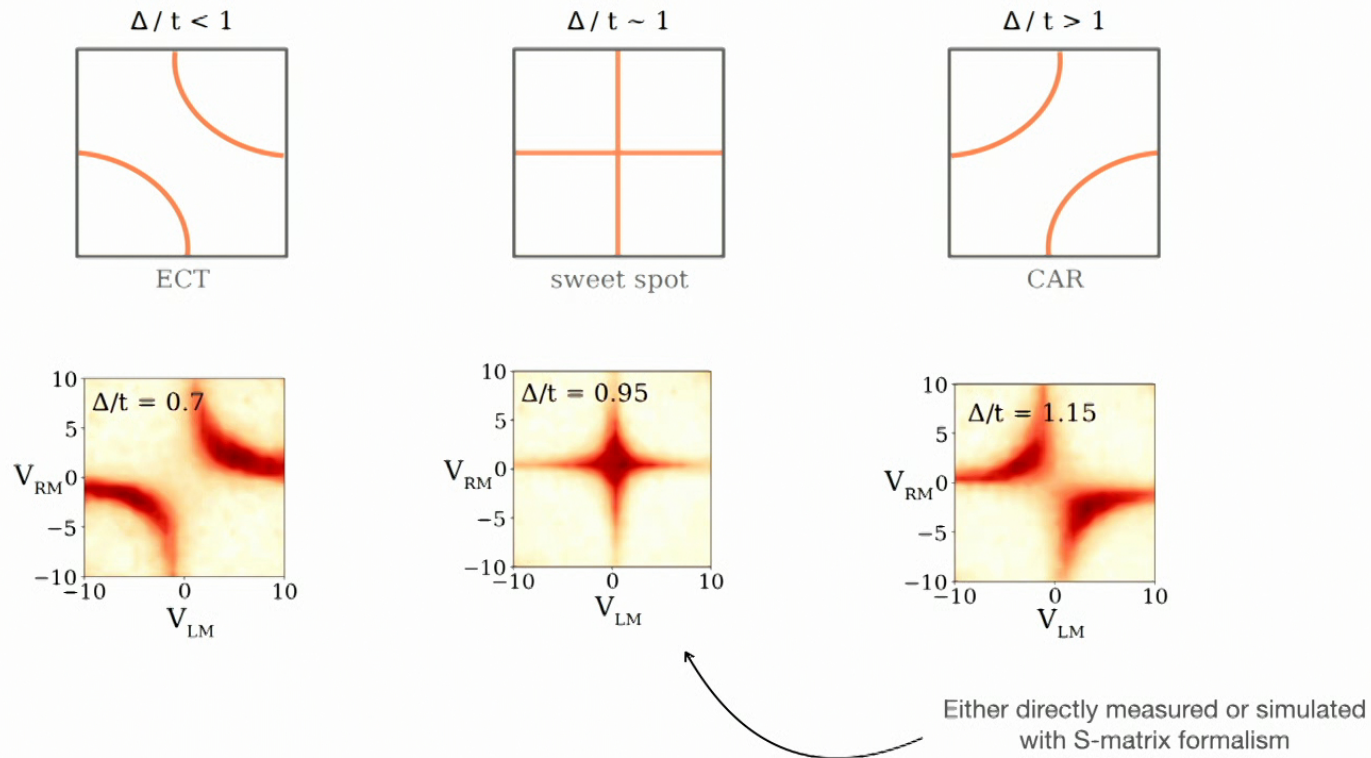 Δ / t < 1
Δ / t ~ 1
Δ / t > 1
ECT
sweet spot
CAR
Δ/t = 0.7
10
5
0
−5
−10
V_RM
−10
0
10
V_LM
Δ/t = 0.95
10
5
0
−5
−10
V_RM
−10
0
10
V_LM
Δ/t = 1.15
10
5
0
−5
−10
V_RM
−10
0
10
V_LM
Either directly measured or simulated
with S-matrix formalism